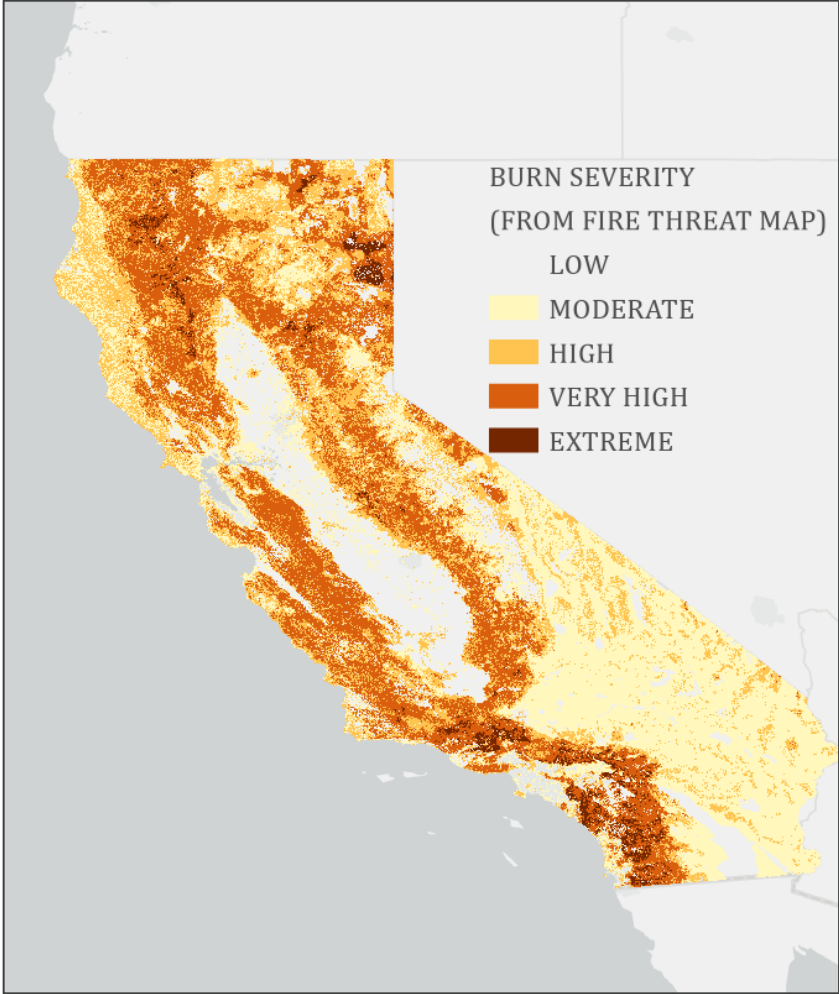 BURN SEVERITY
(FROM FIRE THREAT MAP)
LOW
MODERATE
HIGH
VERY HIGH
EXTREME